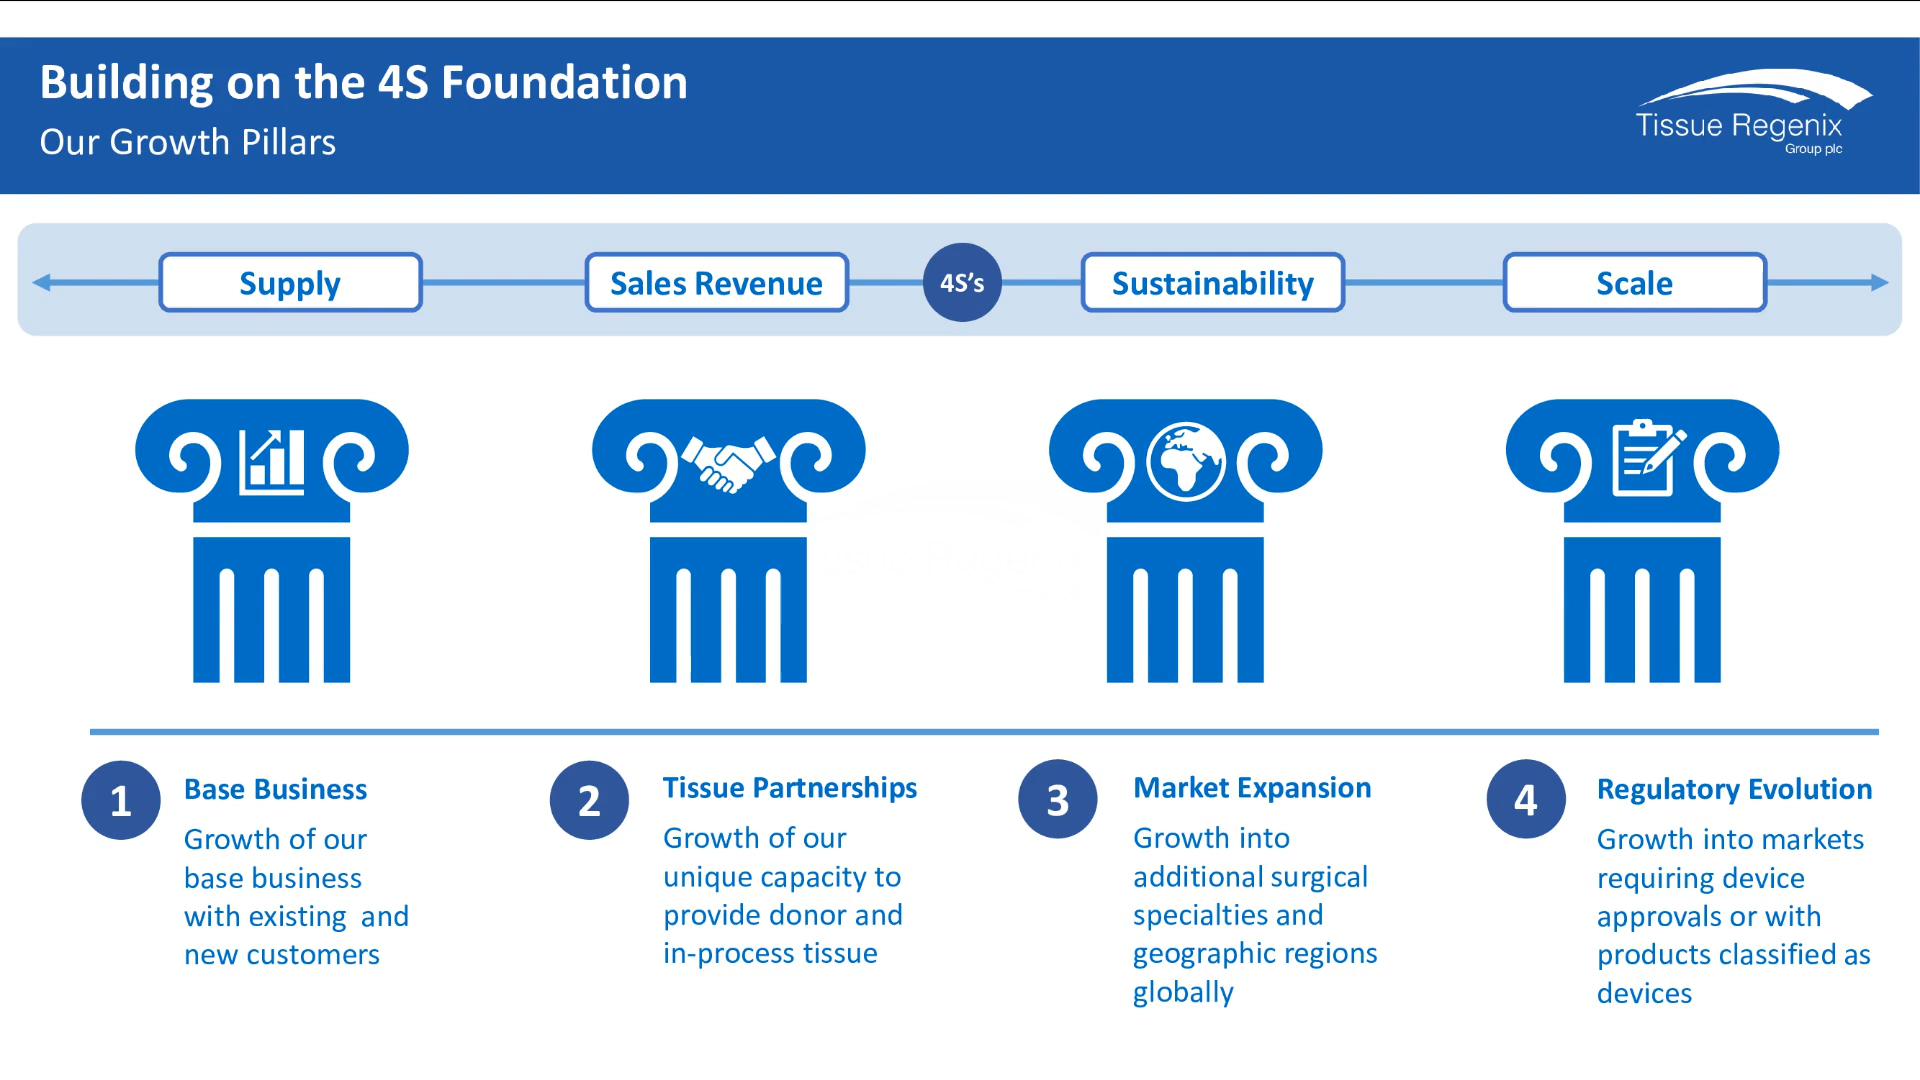 Building on the 4S Foundation
Our Growth Pillars
Tissue Regenix
Group plc
Supply
Sales Revenue
4S’s
Sustainability
Scale
1
Base Business
Growth of our
base business
with existing and
new customers
2
Tissue Partnerships
Growth of our
unique capacity to
provide donor and
in-process tissue
3
Market Expansion
Growth into
additional surgical
specialties and
geographic regions
globally
4
Regulatory Evolution
Growth into markets
requiring device
approvals or with
products classified as
devices